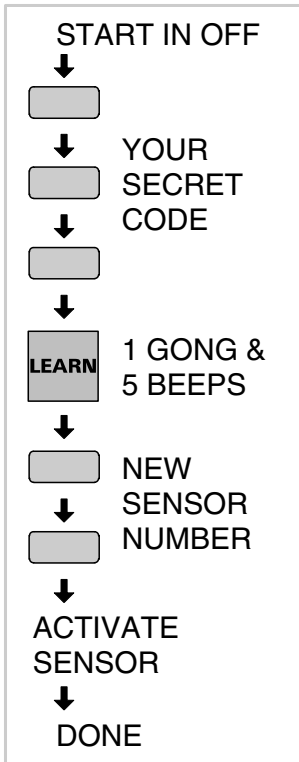 START IN OFF
YOUR
SECRET
CODE
LEARN
1 GONG &
5 BEEPS
NEW
SENSOR
NUMBER
ACTIVATE
SENSOR
DONE